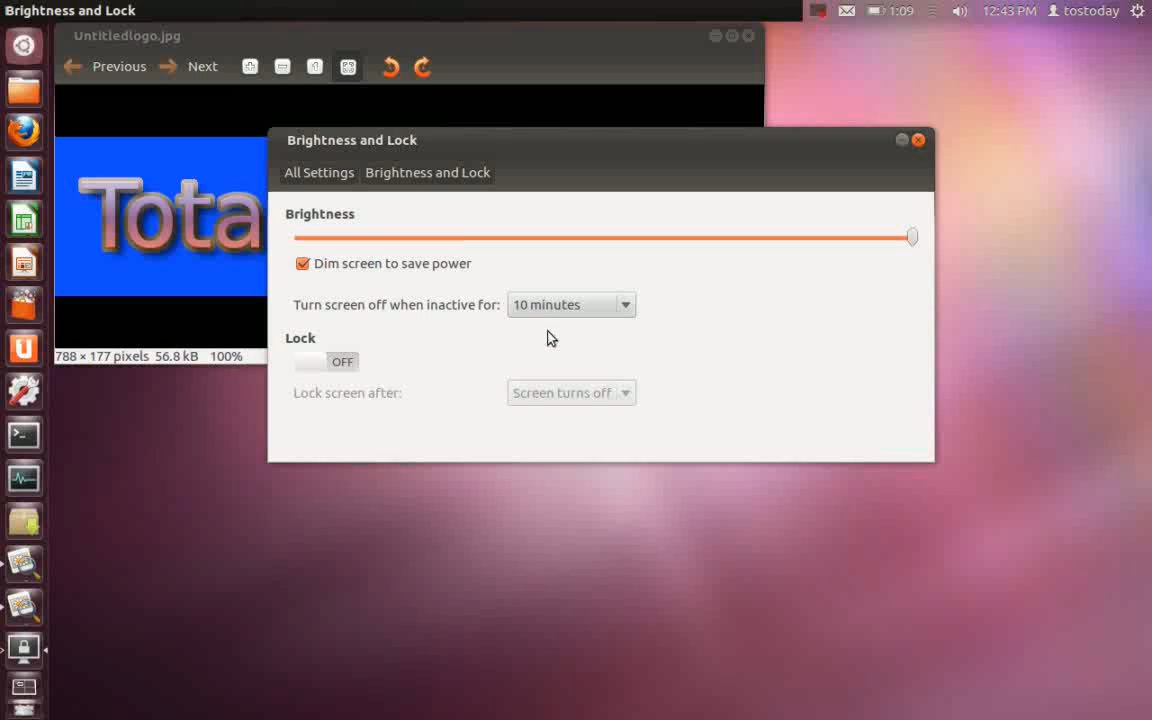 Brightness and Lock
1:09
12:43 PM
tostoday
Untitledlogo.jpg
Previous
Next
Tota
788 × 177 pixels 56.8 kB 100%
Brightness and Lock
All Settings
Brightness and Lock
Brightness
Dim screen to save power
Turn screen off when inactive for: 10 minutes
Lock
OFF
Lock screen after: Screen turns off